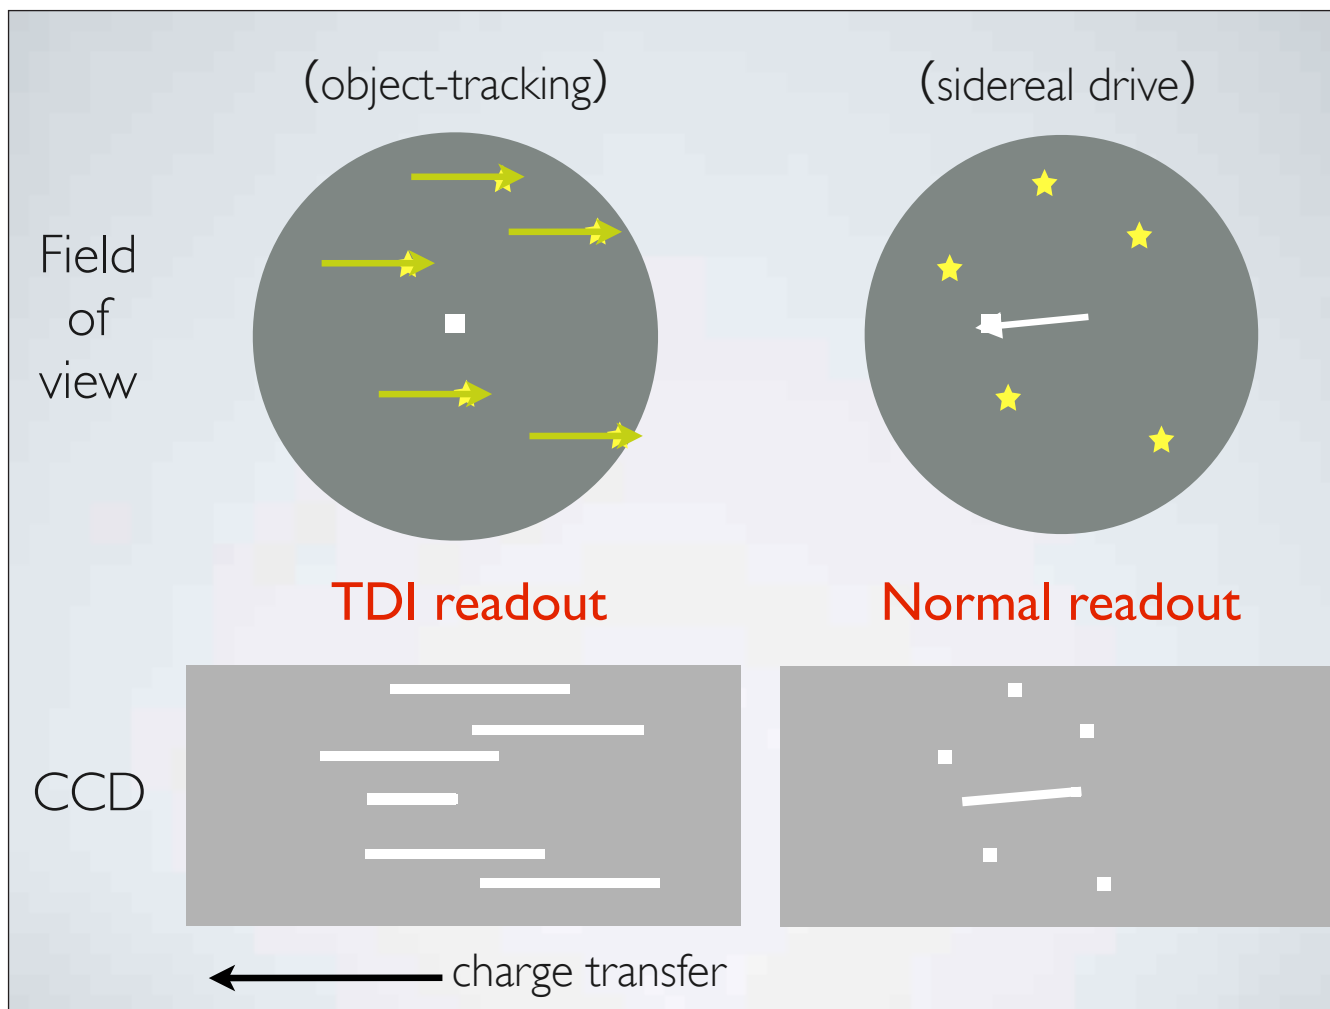 (object-tracking)
(sidereal drive)
Field
of
view
TDI readout
Normal readout
CCD
charge transfer